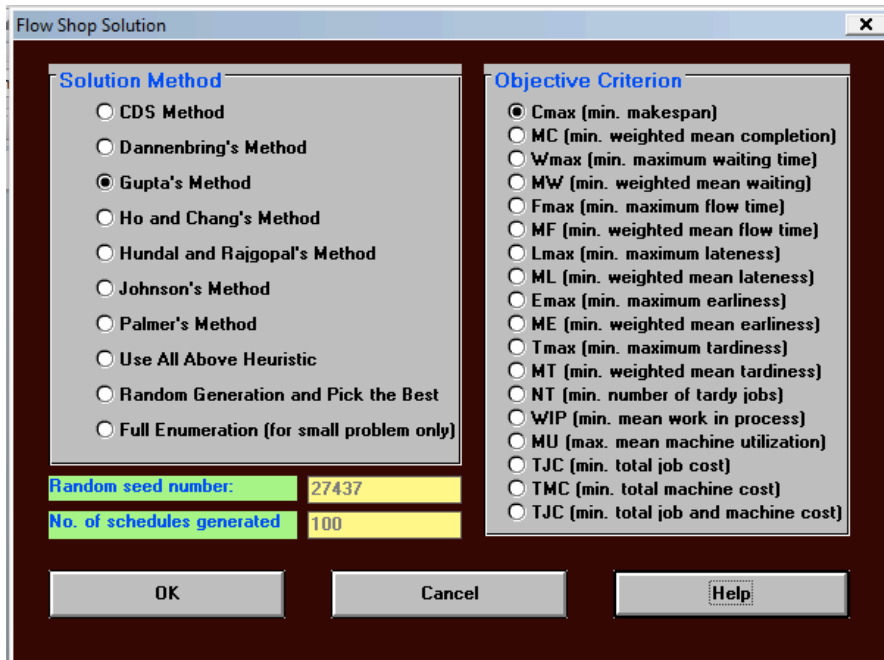 Flow Shop Solution
Solution Method
CDS Method
Dannenbring's Method
Gupta's Method
Ho and Chang's Method
Hundal and Rajgopal's Method
Johnson's Method
Palmer's Method
Use All Above Heuristic
Random Generation and Pick the Best
Full Enumeration (for small problem only)
Random seed number:
27437
No. of schedules generated
100
Objective Criterion
Cmax (min. makespan)
MC (min. weighted mean completion)
Wmax (min. maximum waiting time)
MW (min. weighted mean waiting)
Fmax (min. maximum flow time)
MF (min. weighted mean flow time)
Lmax (min. maximum lateness)
ML (min. weighted mean lateness)
Emax (min. maximum earliness)
ME (min. weighted mean earliness)
Tmax (min. maximum tardiness)
MT (min. weighted mean tardiness)
NT (min. number of tardy jobs)
WIP (min. mean work in process)
MU (max. mean machine utilization)
TJC (min. total job cost)
TMC (min. total machine cost)
TJC (min. total job and machine cost)
OK
Cancel
Help